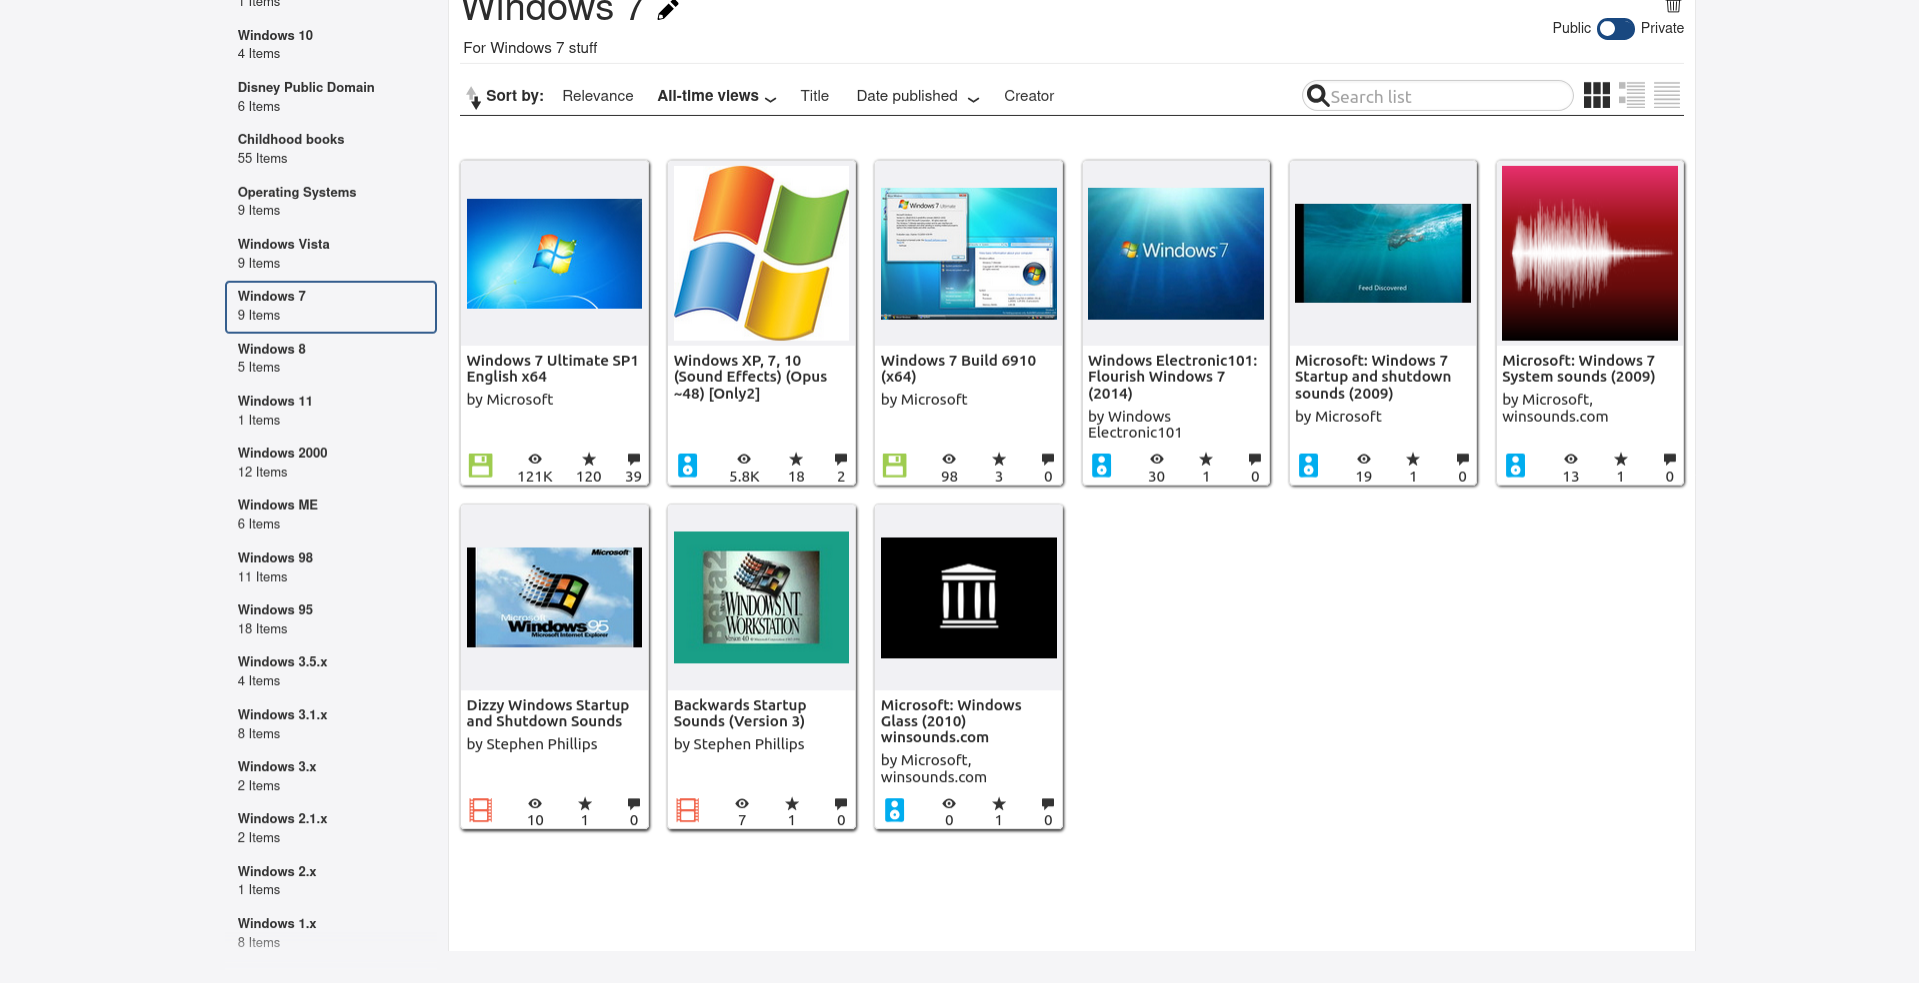 1 Items
Windows 10
4 Items
Disney Public Domain
6 Items
Childhood books
55 Items
Operating Systems
9 Items
Windows Vista
9 Items
Windows 7
9 Items
Windows 8
5 Items
Windows 11
1 Items
Windows 2000
12 Items
Windows ME
6 Items
Windows 98
11 Items
Windows 95
18 Items
Windows 3.5.x
4 Items
Windows 3.1.x
8 Items
Windows 3.x
2 Items
Windows 2.1.x
2 Items
Windows 2.x
1 Items
Windows 1.x
8 Items
Windows 7
For Windows 7 stuff
Public Private
Sort by: Relevance All-time views Title Date published Creator
Search list
Windows 7 Ultimate SP1
English x64
by Microsoft
121K 120 39
Windows XP, 7, 10
(Sound Effects) (Opus
~48) [Only2]
5.8K 18 2
Windows 7 Ultimate
Windows 7 Build 6910
(x64)
by Microsoft
98 3 0
Windows 7
Windows Electronic101:
Flourish Windows 7
(2014)
by Windows
Electronic101
30 1 0
Feed Discovered
Microsoft: Windows 7
Startup and shutdown
sounds (2009)
by Microsoft
19 1 0
Microsoft: Windows 7
System sounds (2009)
by Microsoft,
winsounds.com
13 1 0
Microsoft
Microsoft
Windows 95
Microsoft Internet Explorer
Dizzy Windows Startup
and Shutdown Sounds
by Stephen Phillips
10 1 0
Beta2
WINDOWS NT
WORKSTATION
Version 4.0
Backwards Startup
Sounds (Version 3)
by Stephen Phillips
7 1 0
Microsoft: Windows
Glass (2010)
winsounds.com
by Microsoft,
winsounds.com
0 1 0